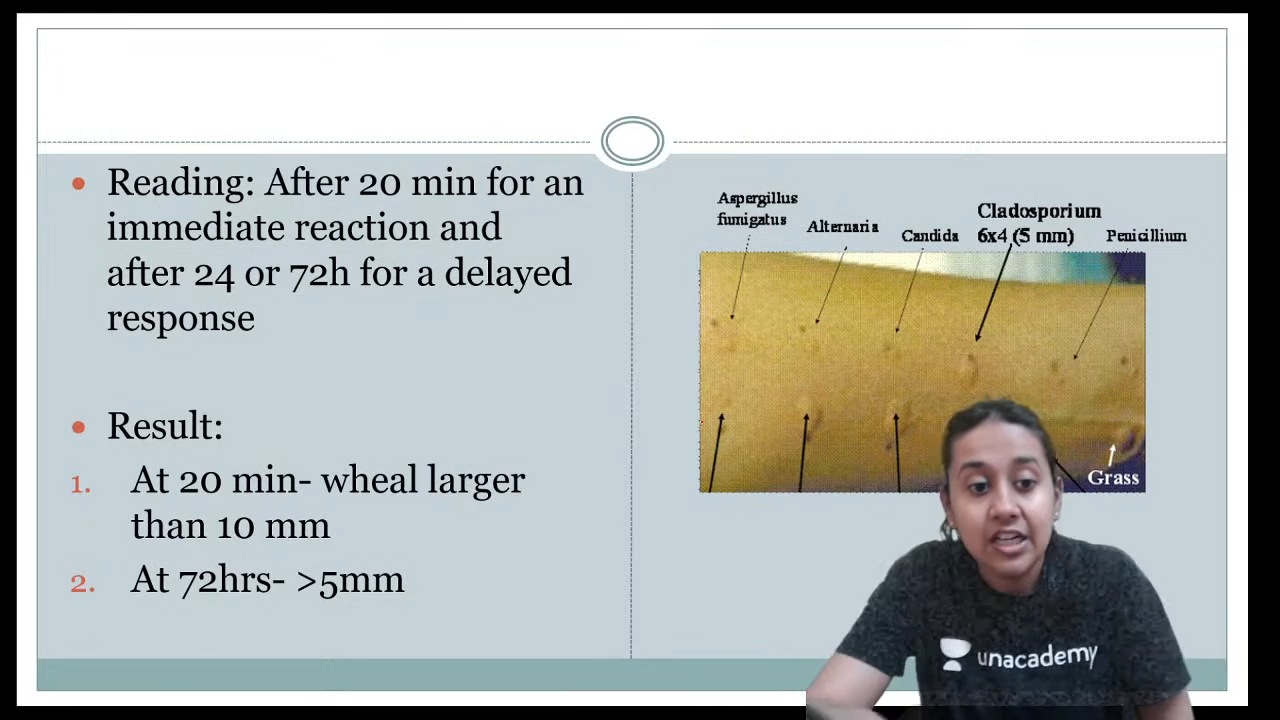 Reading: After 20 min for an
immediate reaction and
after 24 or 72h for a delayed
response
Result:
1. At 20 min- wheal larger
than 10 mm
2. At 72hrs- >5mm
Aspergillus
fumigatus
Alternaria
Candida
Cladosporium
6x4 (5 mm)
Penicillium
Grass
unacademy